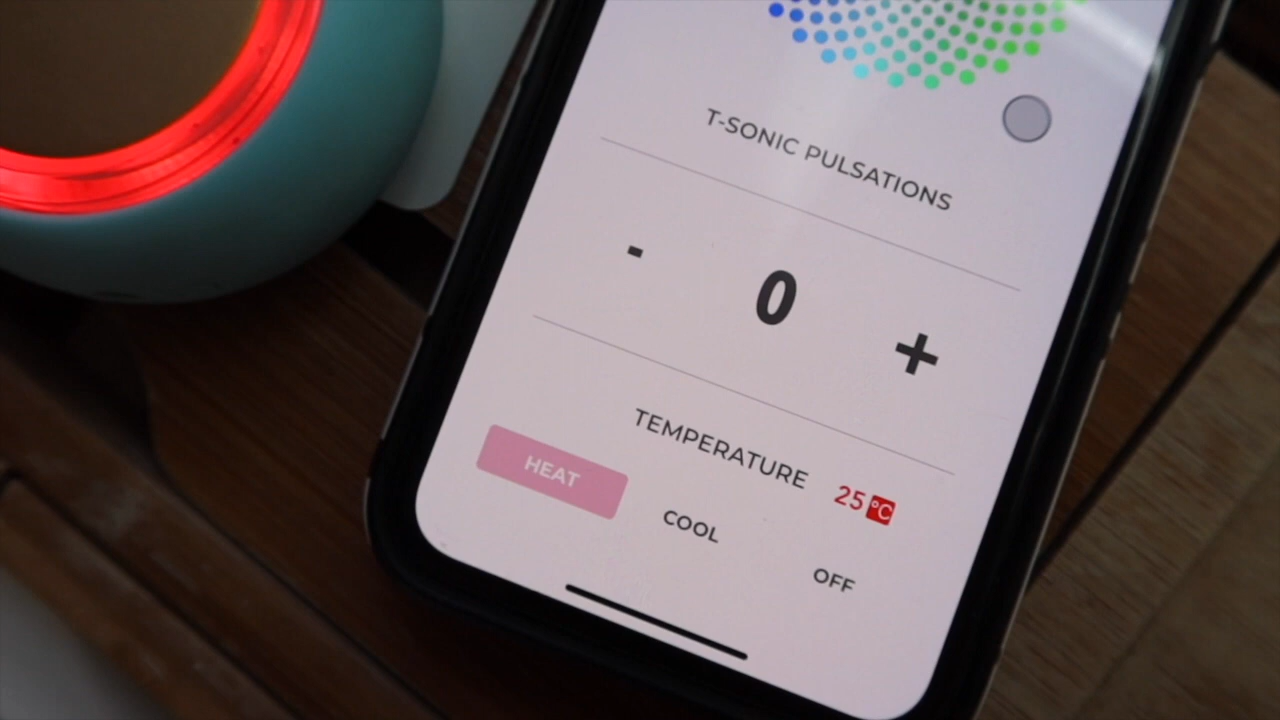 T-SONIC PULSATIONS
- 0 +
TEMPERATURE 25 °C
HEAT COOL OFF